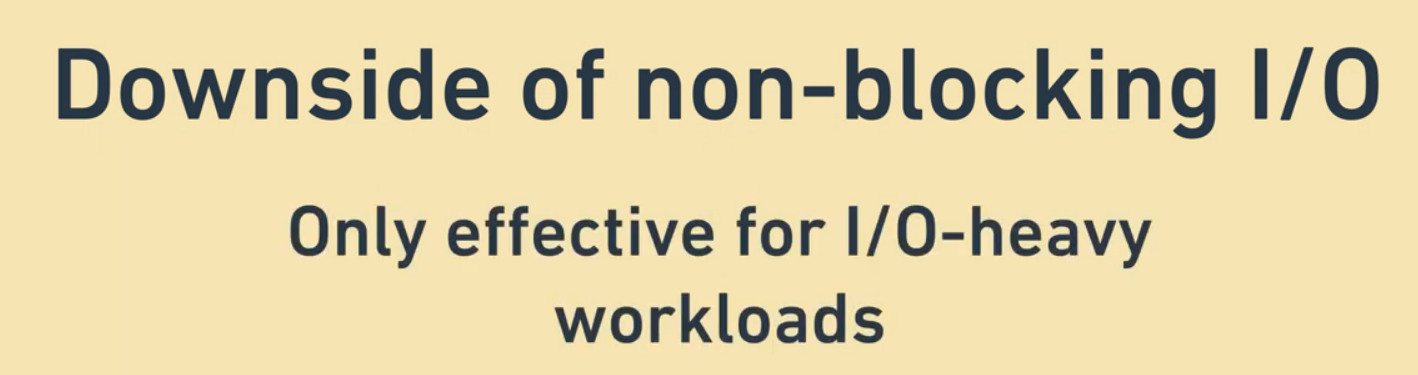 Downside of non-blocking I/O
Only effective for I/O-heavy
workloads